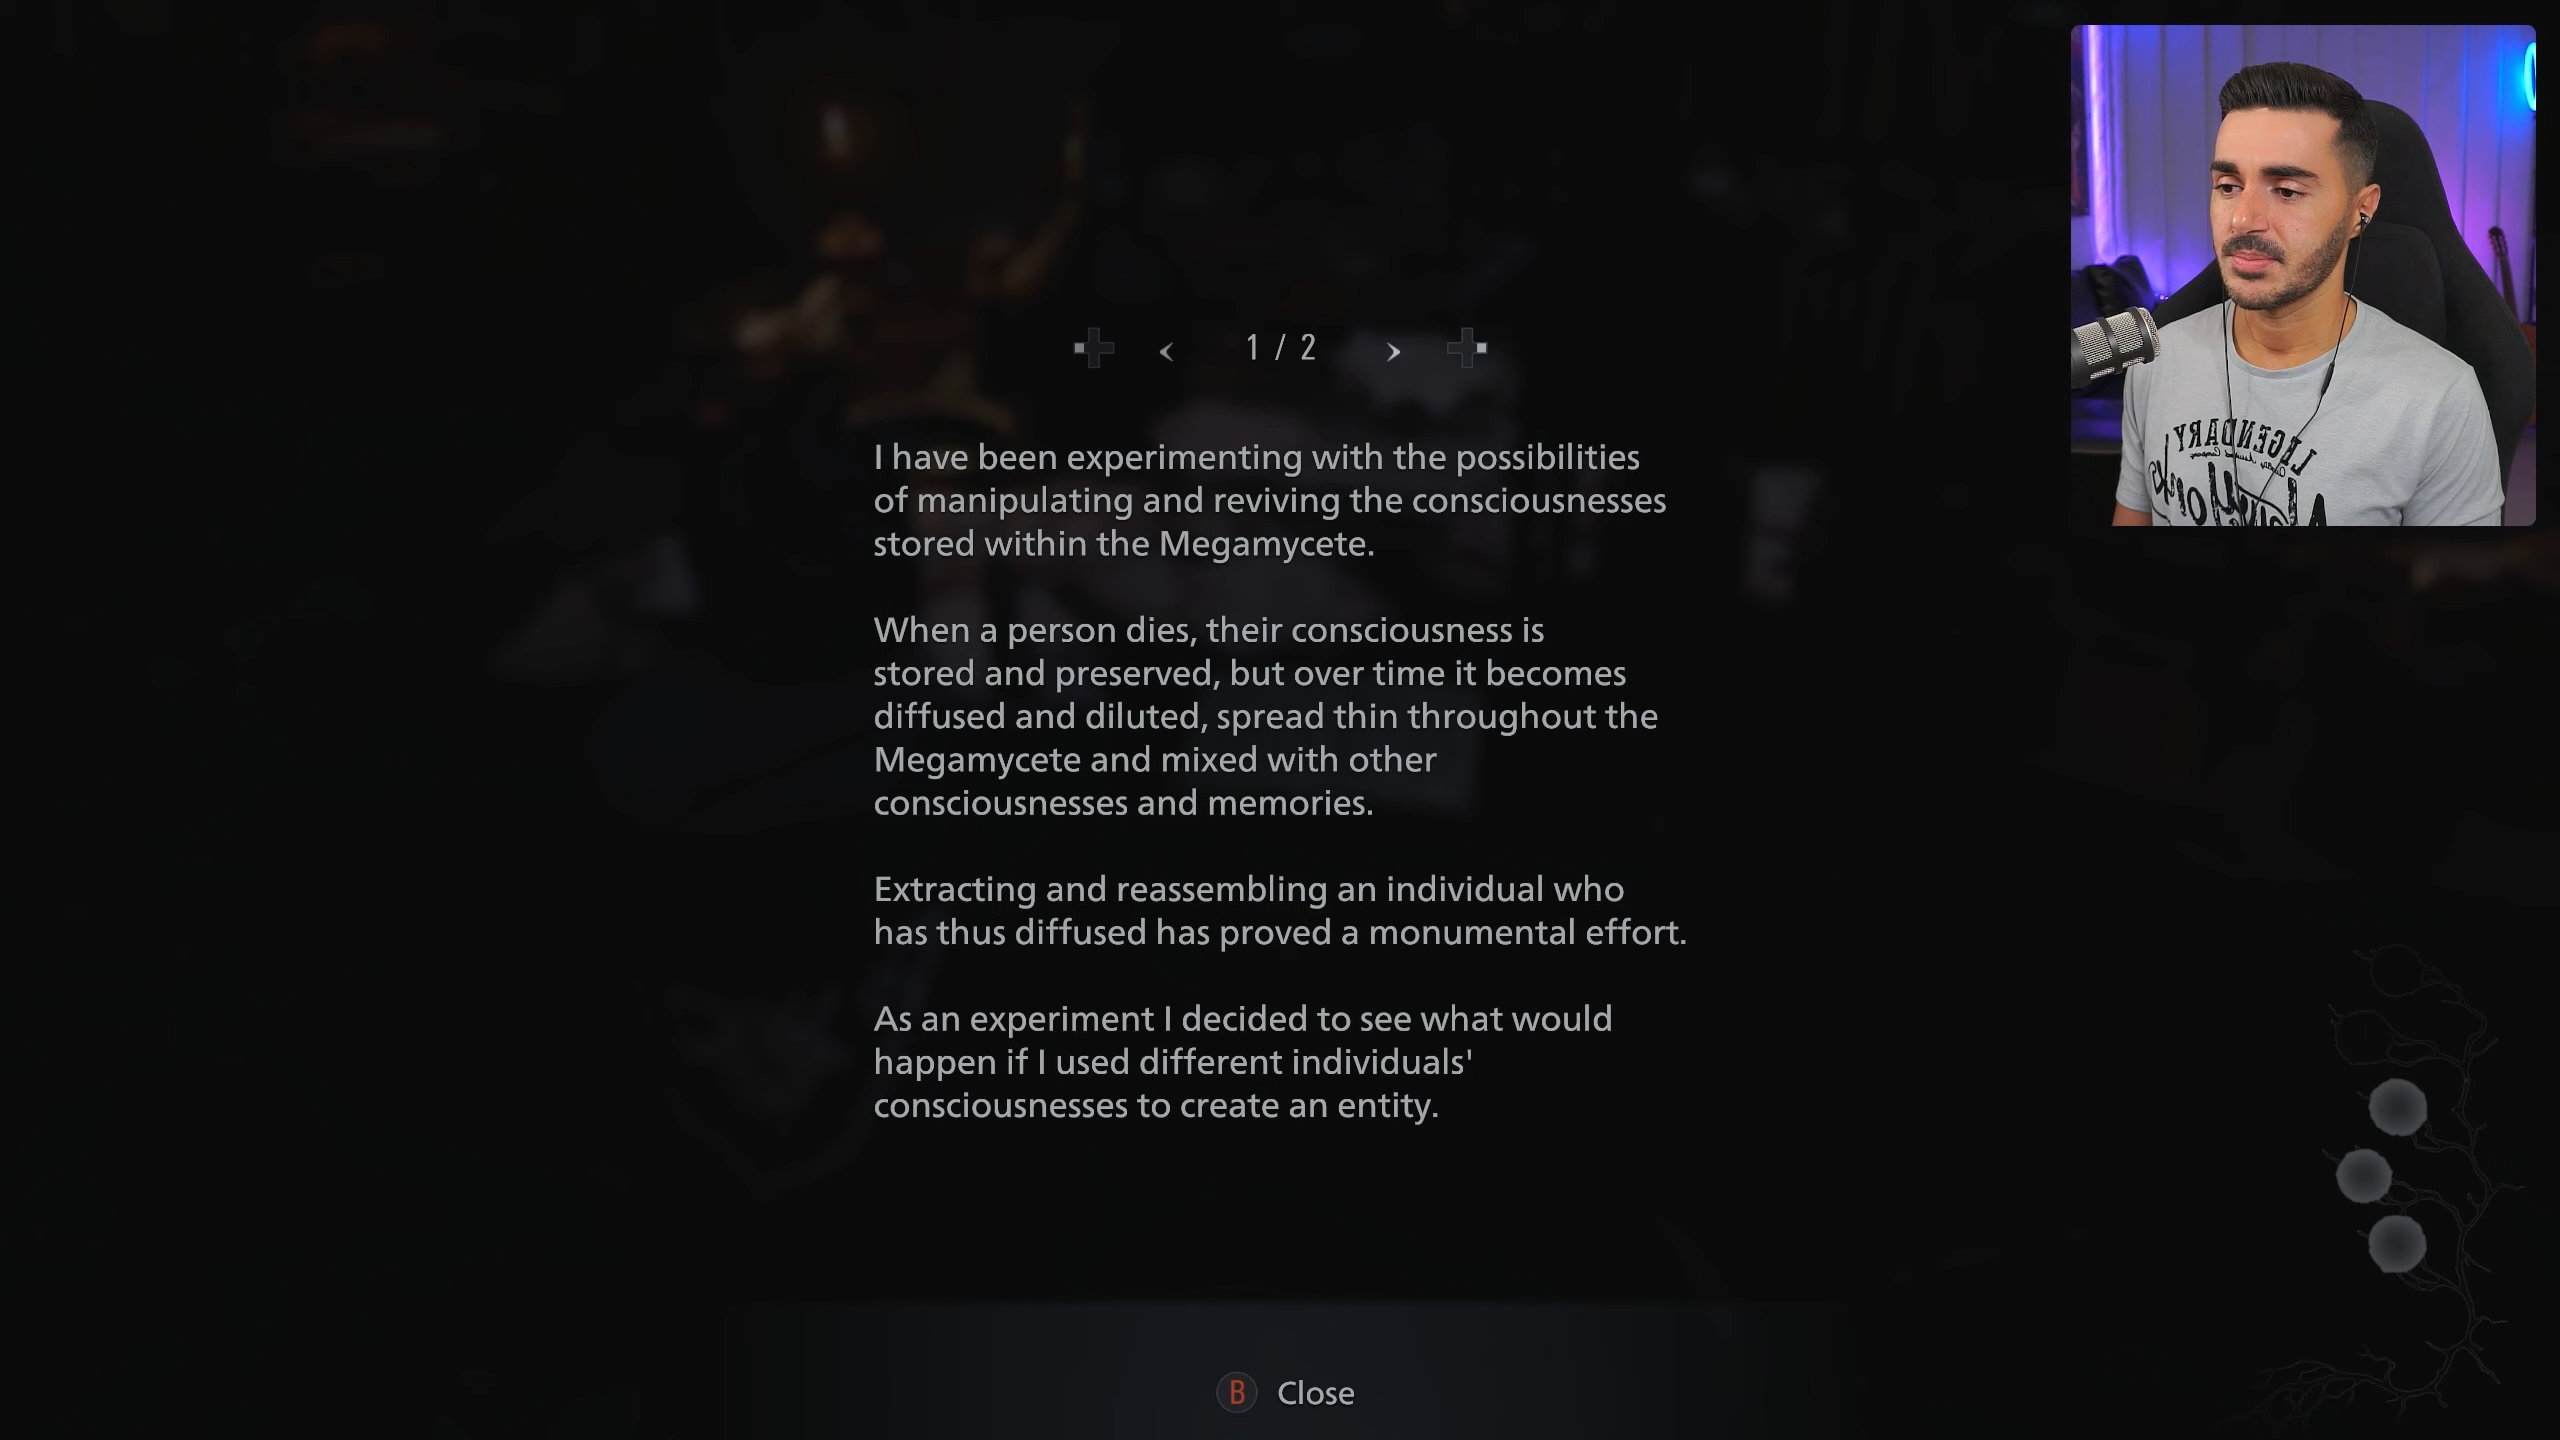 1 / 2
I have been experimenting with the possibilities
of manipulating and reviving the consciousnesses
stored within the Megamycete.
When a person dies, their consciousness is
stored and preserved, but over time it becomes
diffused and diluted, spread thin throughout the
Megamycete and mixed with other
consciousnesses and memories.
Extracting and reassembling an individual who
has thus diffused has proved a monumental effort.
As an experiment I decided to see what would
happen if I used different individuals'
consciousnesses to create an entity.
B Close
LEGENDARY